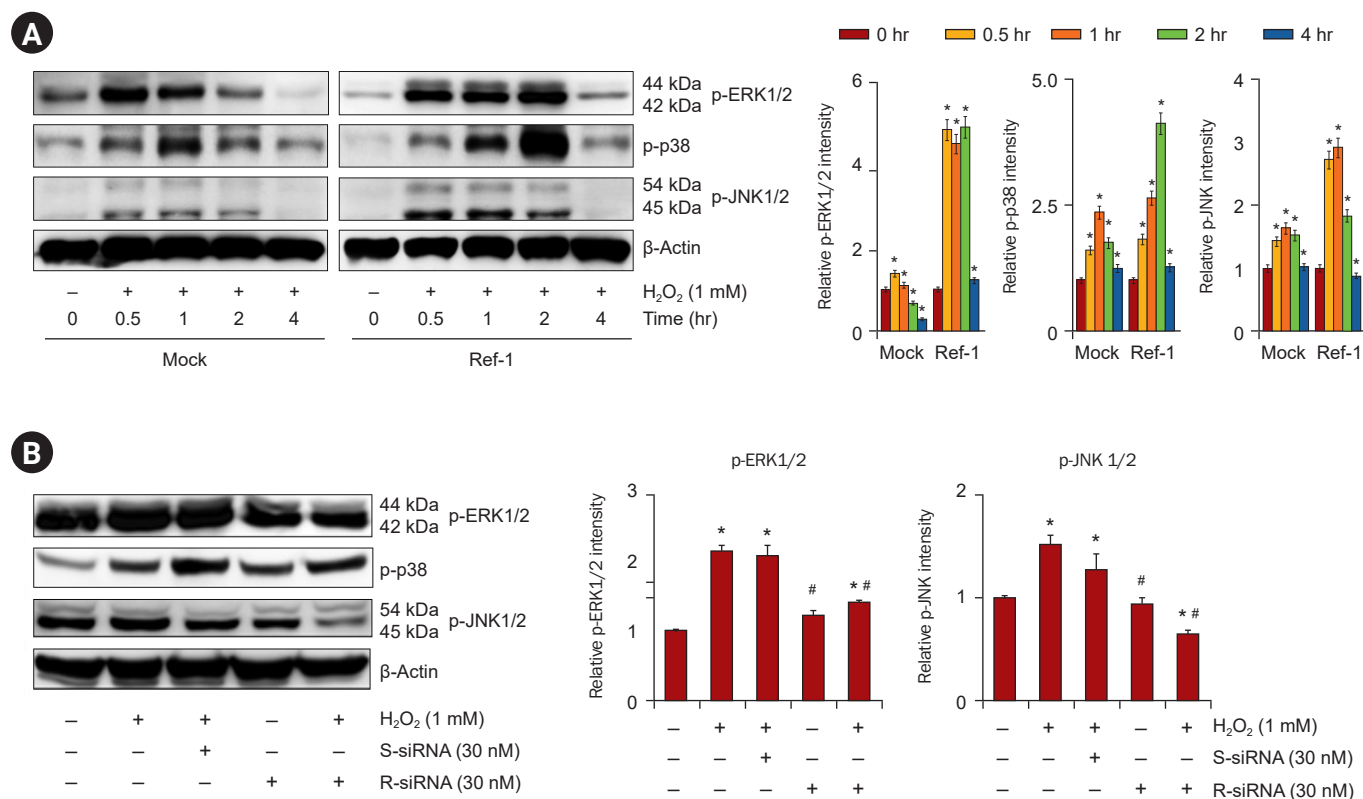 A
0 hr 0.5 hr 1 hr 2 hr 4 hr
44 kDa
42 kDa
p-ERK1/2
p-p38
54 kDa
45 kDa
p-JNK1/2
β-Actin
– + + + + – + + + + H₂O₂ (1 mM)
0 0.5 1 2 4 0 0.5 1 2 4 Time (hr)
Mock Ref-1
Relative p-ERK1/2 intensity
6
4
2
0
* * * * * * * *
Mock Ref-1
Relative p-p38 intensity
5.0
2.5
0
* * * * * * * *
Mock Ref-1
Relative p-JNK intensity
4
3
2
1
0
* * * * * * * *
Mock Ref-1
B
44 kDa
42 kDa
p-ERK1/2
p-p38
54 kDa
45 kDa
p-JNK1/2
β-Actin
– + + – + H₂O₂ (1 mM)
– – + – – S-siRNA (30 nM)
– – – + + R-siRNA (30 nM)
p-ERK1/2
Relative p-ERK1/2 intensity
3
2
1
0
* * # * #
– + + – +
– – + – –
– – – + +
p-JNK 1/2
Relative p-JNK intensity
2
1
0
* * # * #
– + + – + H₂O₂ (1 mM)
– – + – – S-siRNA (30 nM)
– – – + + R-siRNA (30 nM)